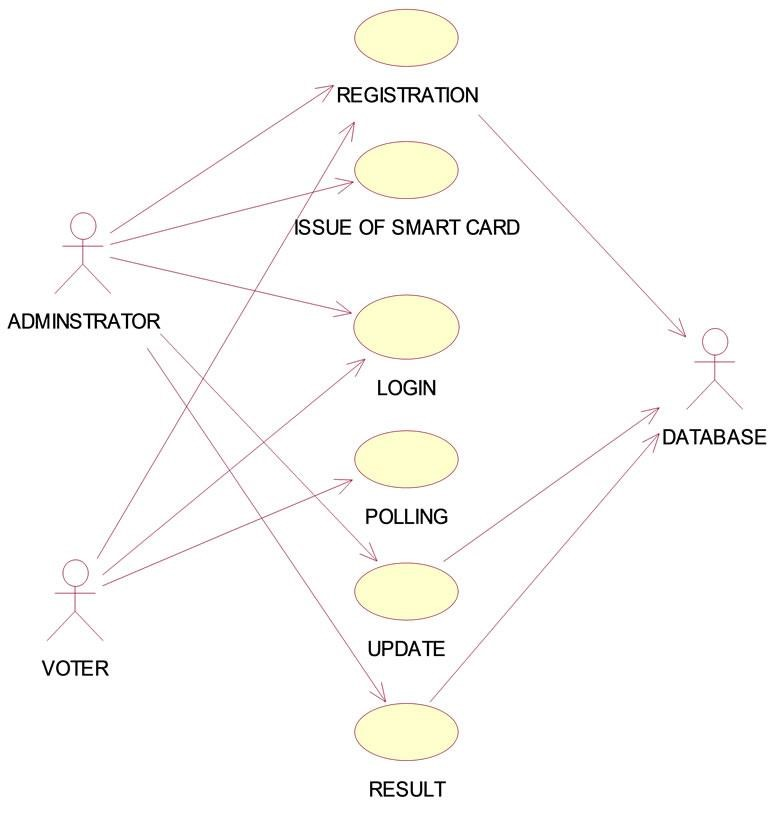 REGISTRATION
ISSUE OF SMART CARD
ADMINSTRATOR
LOGIN
DATABASE
POLLING
UPDATE
VOTER
RESULT